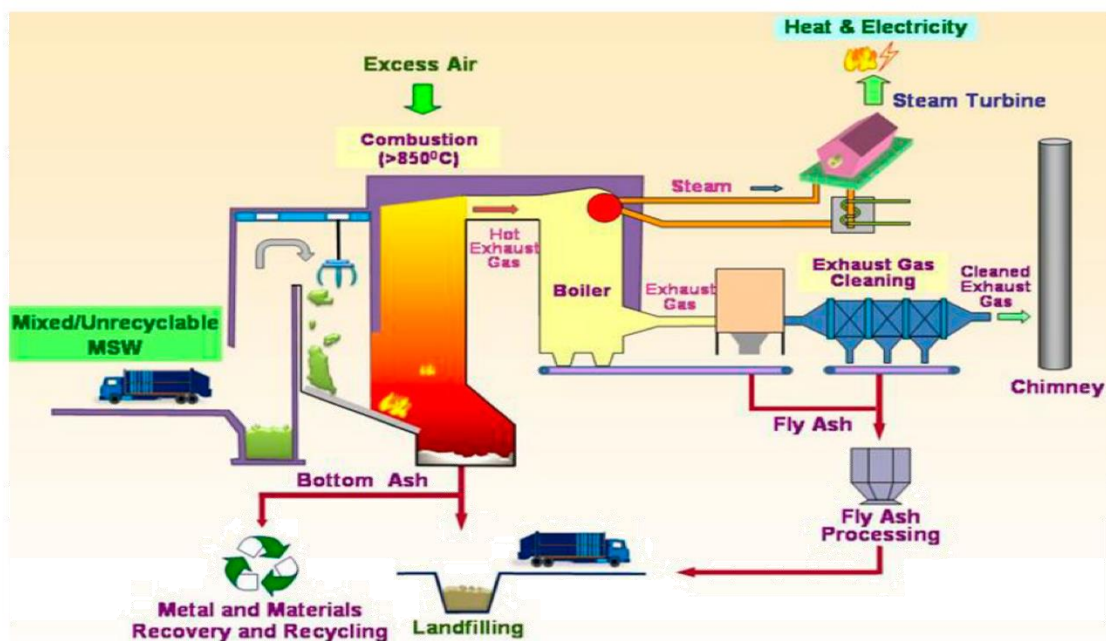 Heat & Electricity
Excess Air
Steam Turbine
Combustion
(>850⁰C)
Steam
Hot
Exhaust
Gas
Boiler
Exhaust Gas
Exhaust Gas
Cleaning
Cleaned
Exhaust
Gas
Mixed/Unrecyclable
MSW
Chimney
Fly Ash
Bottom Ash
Fly Ash
Processing
Metal and Materials
Recovery and Recycling
Landfilling